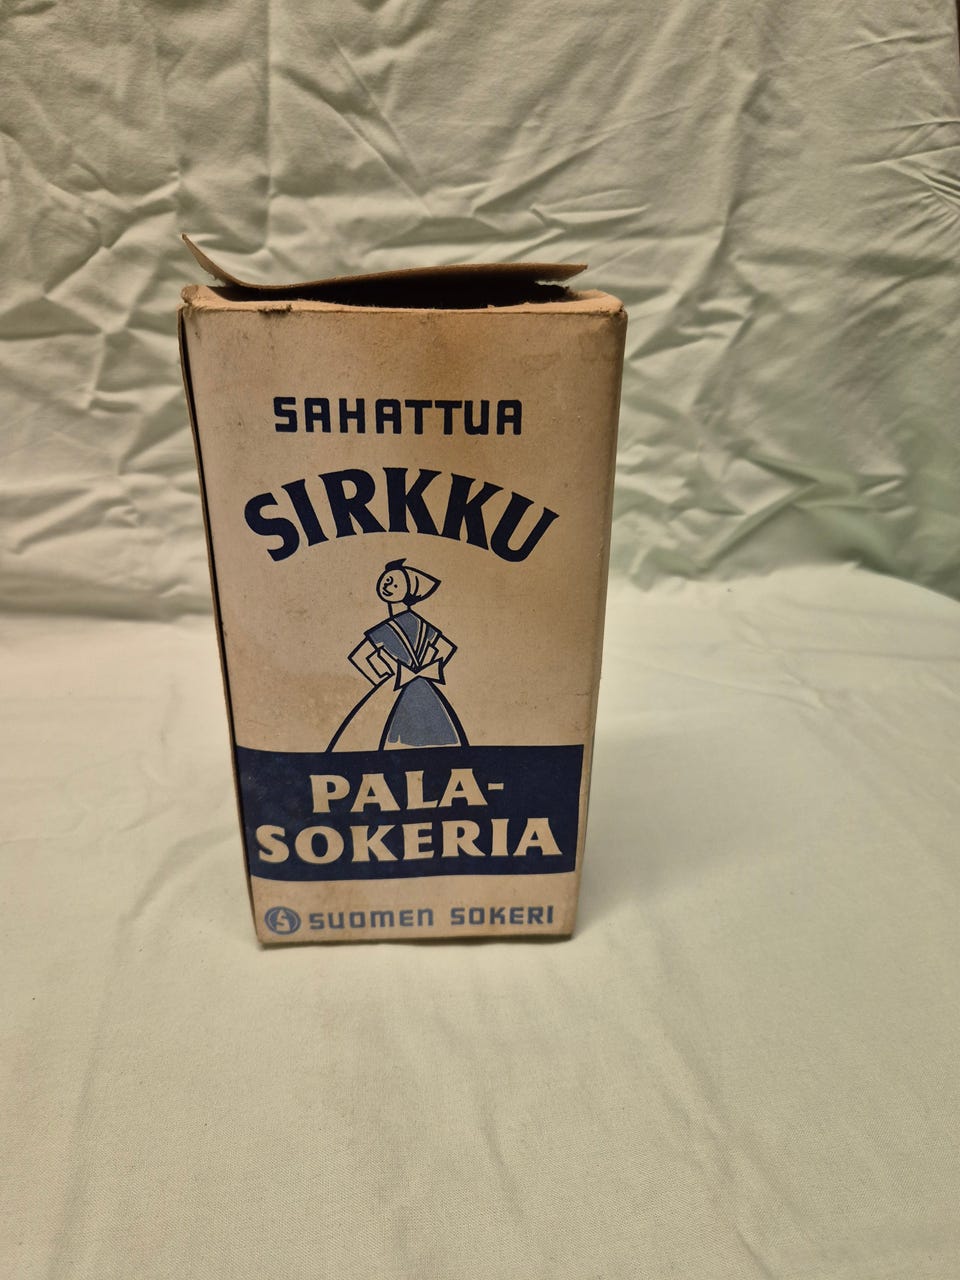 SAHATTUA
SIRKKU
PALA-
SOKERIA
S SUOMEN SOKERI